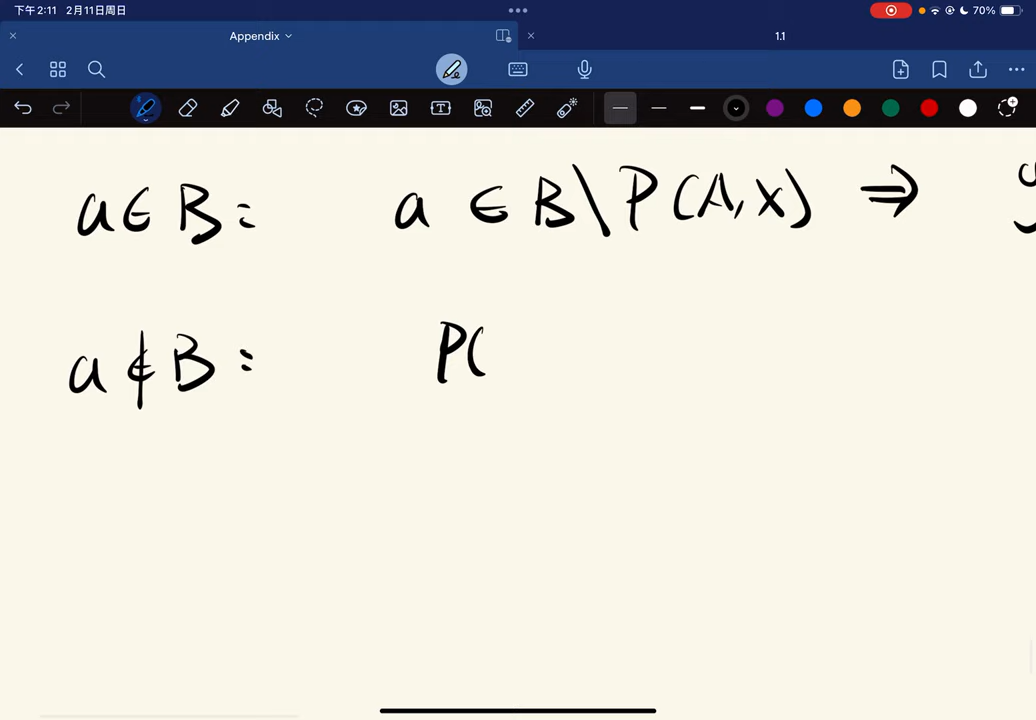 下午2:11 2月11日周日 70%
Appendix 1.1
a ∈ B: a ∈ B \ P(A, x) ⇒
a ∉ B: P(